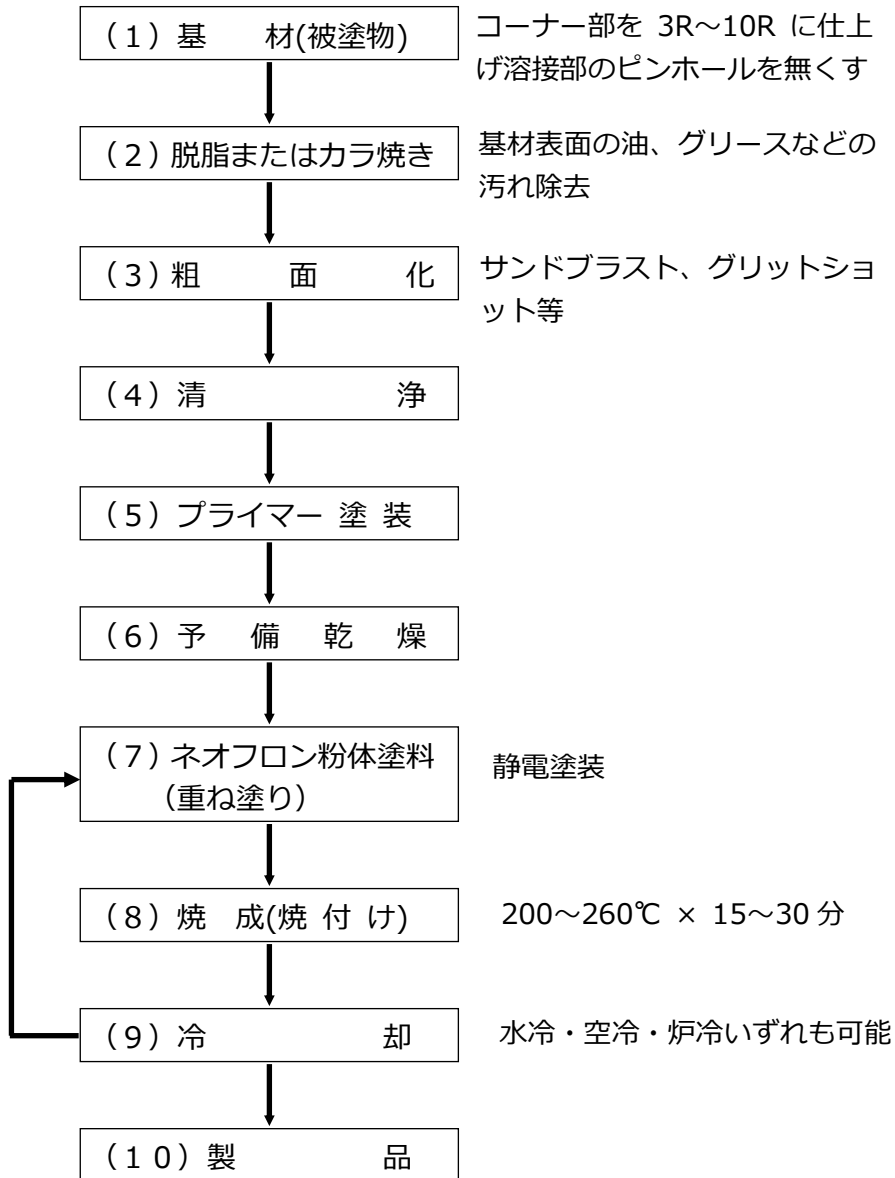 （1）基　材(被塗物)
コーナー部を 3R～10R に仕上
げ溶接部のピンホールを無くす
（2）脱脂またはカラ焼き
基材表面の油、グリースなどの
汚れ除去
（3）粗　面　化
サンドブラスト、グリットショ
ット等
（4）清　浄
（5）プライマー 塗 装
（6）予　備　乾　燥
（7）ネオフロン粉体塗料
（重ね塗り）
静電塗装
（8）焼　成(焼 付 け)
200～260℃ × 15～30 分
（9）冷　却
水冷・空冷・炉冷いずれも可能
（１０）製　品